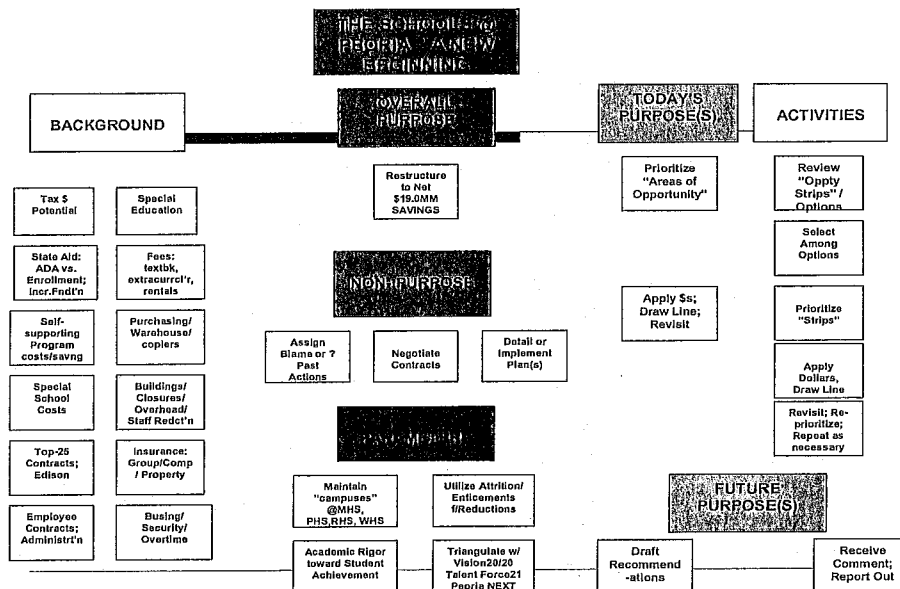 THE SCHOOLS @
PEORIA / A NEW
BEGINNING
BACKGROUND
OVERALL
PURPOSE
TODAY'S
PURPOSE(S)
ACTIVITIES
Tax $
Potential
Special
Education
State Aid:
ADA vs.
Enrollment;
Incr.Fndt'n
Fees:
textbk,
extracurrcl'r,
rentals
Self-
supporting
Program
costs/savng
Purchasing/
Warehouse/
copiers
Special
School
Costs
Buildings/
Closures/
Overhead/
Staff Redct'n
Top-25
Contracts;
Edison
Insurance:
Group/Comp
/ Property
Employee
Contracts;
Administrt'n
Busing/
Security/
Overtime
Restructure
to Net
$19.0MM
SAVINGS
NON-PURPOSE
Assign
Blame or ?
Past
Actions
Negotiate
Contracts
Detail or
Implement
Plan(s)
Maintain
"campuses"
@MHS,
PHS,RHS, WHS
Utilize Attrition/
Enticements
f/Reductions
Academic Rigor
toward Student
Achievement
Triangulate w/
Vision20/20
Talent Force21
Peoria NEXT
Prioritize
"Areas of
Opportunity"
Apply $s;
Draw Line;
Revisit
Review
"Oppty
Strips" /
Options
Select
Among
Options
Prioritize
"Strips"
Apply
Dollars,
Draw Line
Revisit; Re-
prioritize;
Repeat as
necessary
FUTURE
PURPOSE(S)
Draft
Recommend
-ations
Receive
Comment;
Report Out